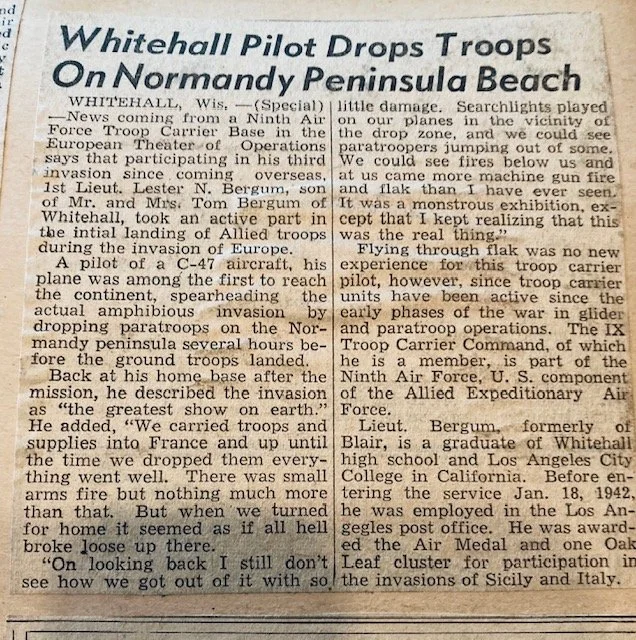 Whitehall Pilot Drops Troops
On Normandy Peninsula Beach
WHITEHALL, Wis. —(Special)
—News coming from a Ninth Air
Force Troop Carrier Base in the
European Theater of Operations
says that participating in his third
invasion since coming overseas,
1st Lieut. Lester N. Bergum, son
of Mr. and Mrs. Tom Bergum of
Whitehall, took an active part in
the intial landing of Allied troops
during the invasion of Europe.
A pilot of a C-47 aircraft, his
plane was among the first to reach
the continent, spearheading the
actual amphibious invasion by
dropping paratroops on the Nor-
mandy peninsula several hours be-
fore the ground troops landed.
Back at his home base after the
mission, he described the invasion
as "the greatest show on earth."
He added, "We carried troops and
supplies into France and up until
the time we dropped them every-
thing went well. There was small
arms fire but nothing much more
than that. But when we turned
for home it seemed as if all hell
broke loose up there.
"On looking back I still don't
see how we got out of it with so
little damage. Searchlights played
on our planes in the vicinity of
the drop zone, and we could see
paratroopers jumping out of some.
We could see fires below us and
at us came more machine gun fire
and flak than I have ever seen.
It was a monstrous exhibition, ex-
cept that I kept realizing that this
was the real thing."
Flying through flak was no new
experience for this troop carrier
pilot, however, since troop carrier
units have been active since the
early phases of the war in glider
and paratroop operations. The IX
Troop Carrier Command, of which
he is a member, is part of the
Ninth Air Force, U. S. component
of the Allied Expeditionary Air
Force.
Lieut. Bergum, formerly of
Blair, is a graduate of Whitehall
high school and Los Angeles City
College in California. Before en-
tering the service Jan. 18, 1942,
he was employed in the Los An-
gegles post office. He was award-
ed the Air Medal and one Oak
Leaf cluster for participation in
the invasions of Sicily and Italy.